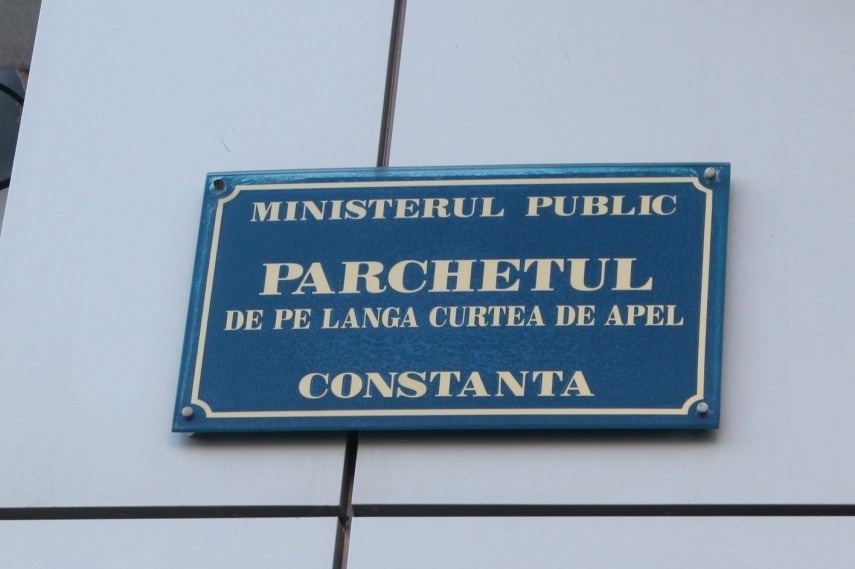 MINISTERUL PUBLIC
PARCHETUL
DE PE LANGA CURTEA DE APEL
CONSTANTA